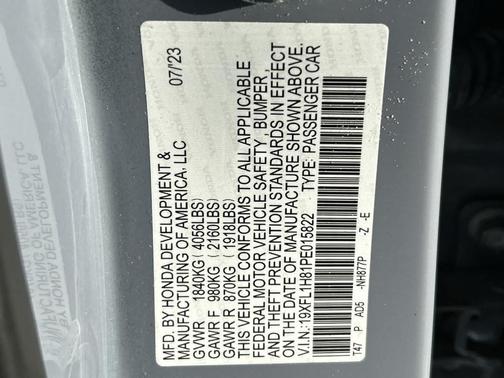 MFD. BY HONDA DEVELOPMENT & 07/'23
MANUFACTURING OF AMERICA, LLC
GVWR 1840KG(4056LBS)
GAWR F 980KG(2160LBS)
GAWR R 870KG(1918LBS)
THIS VEHICLE CONFORMS TO ALL APPLICABLE
FEDERAL MOTOR VEHICLE SAFETY, BUMPER,
AND THEFT PREVENTION STANDARDS IN EFFECT
ON THE DATE OF MANUFACTURE SHOWN ABOVE.
V.I.N:19XFL1H81PE015822 TYPE: PASSENGER CAR
T47 P AD5 -NH877P -Z -E